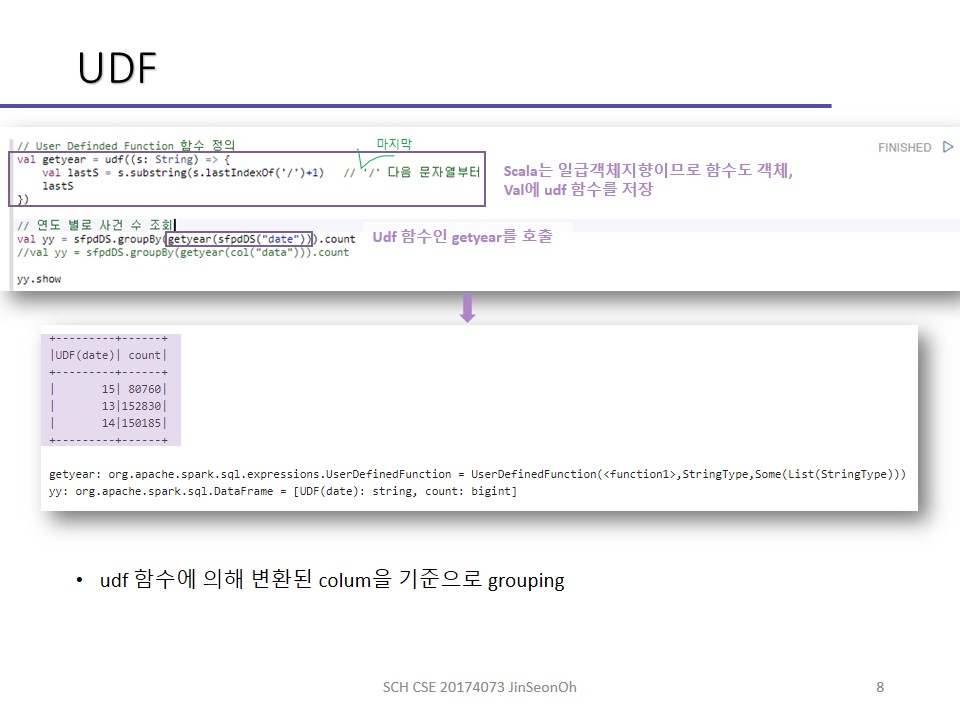 UDF
// User Definded Function 함수 정의
마지막
FINISHED
val getyear = udf((s: String) => {
val lastS = s.substring(s.lastIndexOf('/')+1) // '/' 다음 문자열부터
lastS
})
Scala는 일급객체지향이므로 함수도 객체,
Val에 udf 함수를 저장
// 연도 별로 사건 수 조회
val yy = sfpdDS.groupBy(getyear(sfpdDS("date"))).count
Udf 함수인 getyear를 호출
//val yy = sfpdDS.groupBy(getyear(col("data"))).count
yy.show
+---------+------+
|UDF(date)| count|
+---------+------+
| 15| 80760|
| 13|152830|
| 14|150185|
+---------+------+
getyear: org.apache.spark.sql.expressions.UserDefinedFunction = UserDefinedFunction(<function1>,StringType,Some(List(StringType)))
yy: org.apache.spark.sql.DataFrame = [UDF(date): string, count: bigint]
• udf 함수에 의해 변환된 colum을 기준으로 grouping
SCH CSE 20174073 JinSeonOh
8